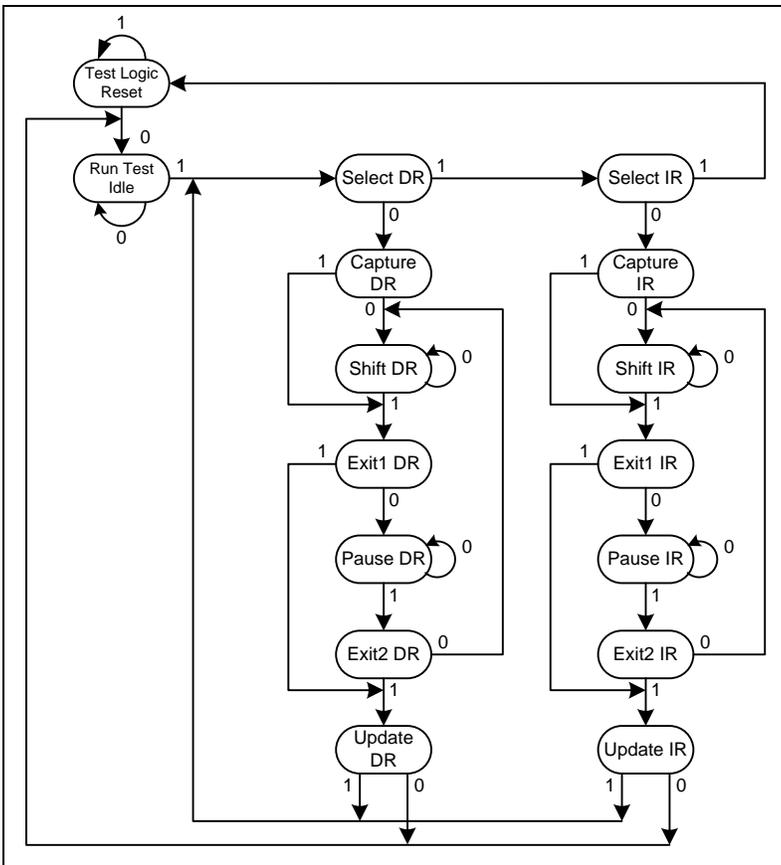 1
Test Logic
Reset
0
Run Test
Idle
1
0
Select DR
1
Select IR
1
0
0
1
Capture
DR
1
Capture
IR
0
0
Shift DR
0
Shift IR
0
1
1
1
Exit1 DR
1
Exit1 IR
0
0
Pause DR
0
Pause IR
0
1
1
Exit2 DR
0
Exit2 IR
0
1
1
Update
DR
Update IR
1
0
1
0